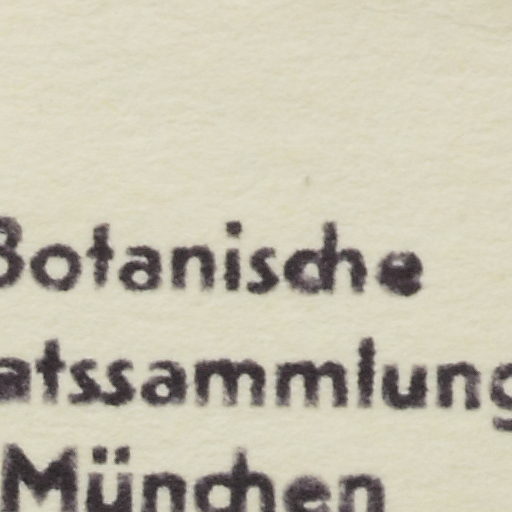 Botanische
atssammlung
München